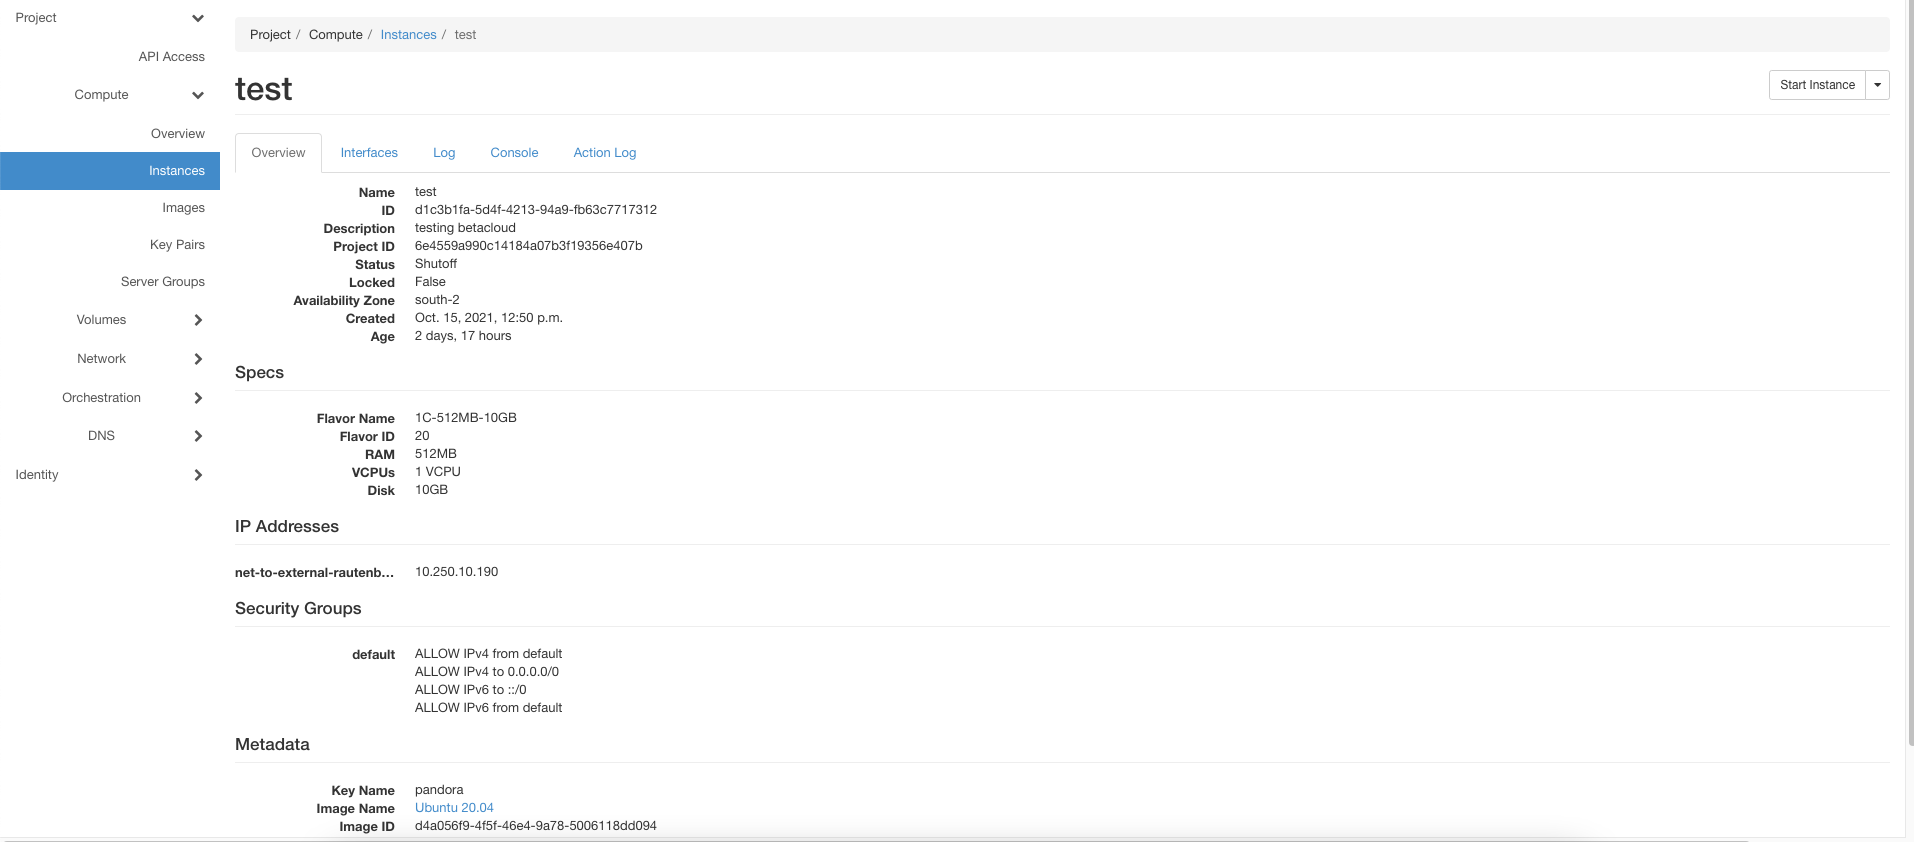 Project
API Access
Compute
Overview
Instances
Images
Key Pairs
Server Groups
Volumes
Network
Orchestration
DNS
Identity
Project / Compute / Instances / test
test
Start Instance
Overview Interfaces Log Console Action Log
Name test
ID d1c3b1fa-5d4f-4213-94a9-fb63c7717312
Description testing betacloud
Project ID 6e4559a990c14184a07b3f19356e407b
Status Shutoff
Locked False
Availability Zone south-2
Created Oct. 15, 2021, 12:50 p.m.
Age 2 days, 17 hours
Specs
Flavor Name 1C-512MB-10GB
Flavor ID 20
RAM 512MB
VCPUs 1 VCPU
Disk 10GB
IP Addresses
net-to-external-rautenb... 10.250.10.190
Security Groups
default ALLOW IPv4 from default
ALLOW IPv4 to 0.0.0.0/0
ALLOW IPv6 to ::/0
ALLOW IPv6 from default
Metadata
Key Name pandora
Image Name Ubuntu 20.04
Image ID d4a056f9-4f5f-46e4-9a78-5006118dd094